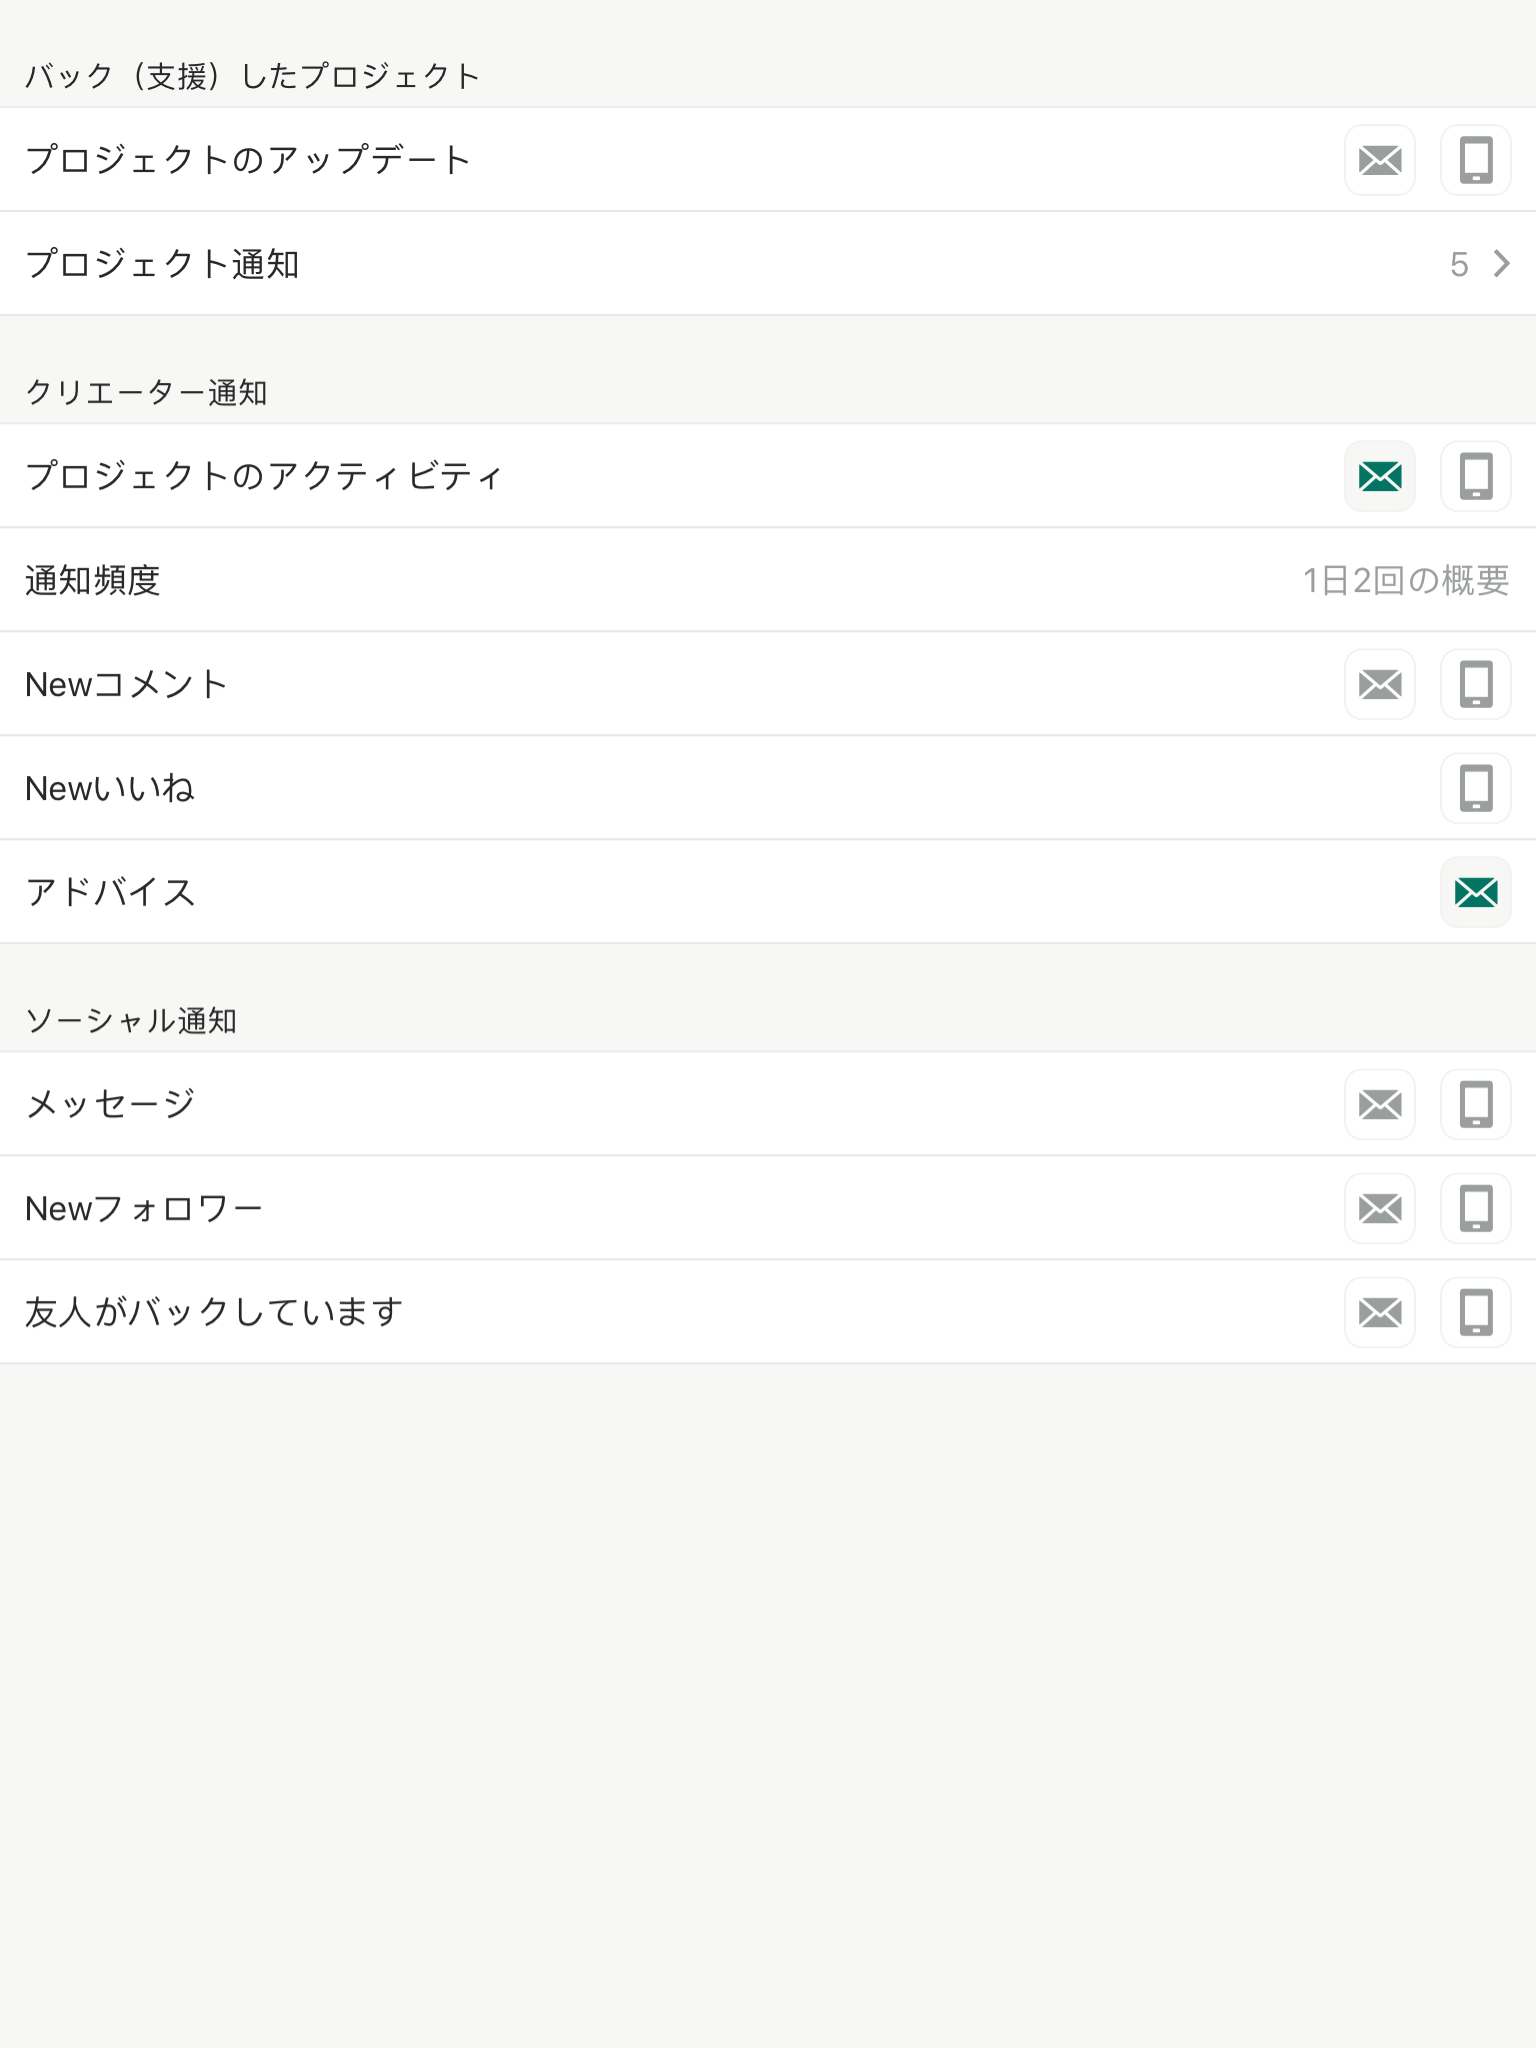 バック（支援）したプロジェクト
プロジェクトのアップデート
プロジェクト通知 5
クリエーター通知
プロジェクトのアクティビティ
通知頻度 1日2回の概要
Newコメント
Newいいね
アドバイス
ソーシャル通知
メッセージ
Newフォロワー
友人がバックしています